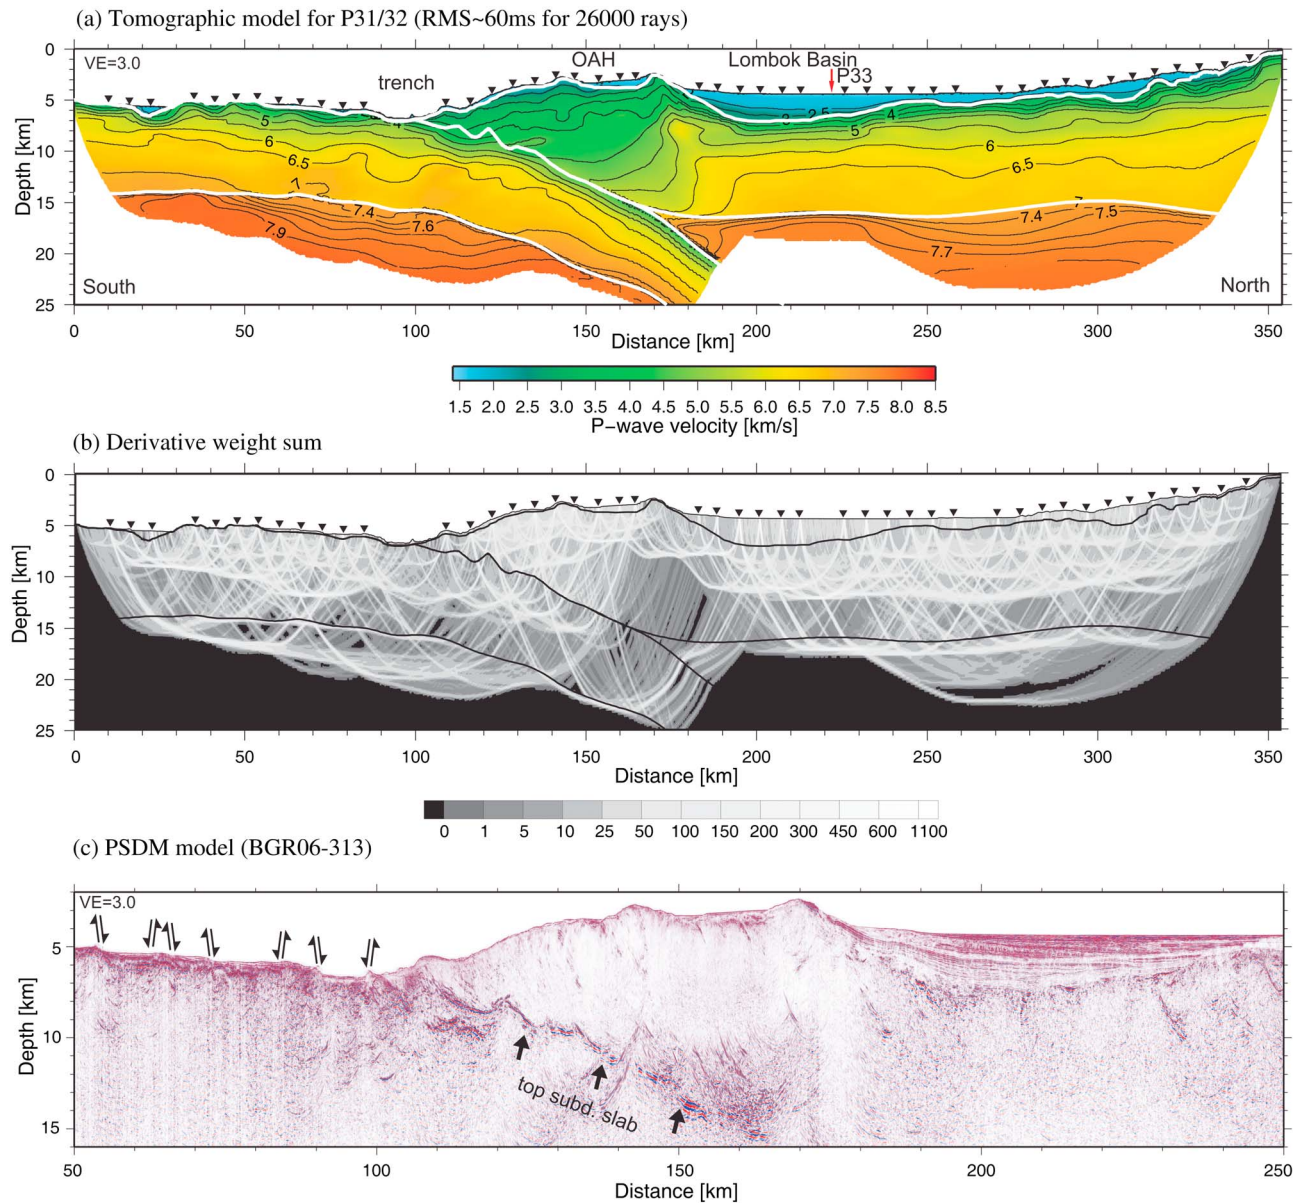 (a) Tomographic model for P31/32 (RMS~60ms for 26000 rays)
VE=3.0
trench
OAH
Lombok Basin
P33
0
5
10
15
20
25
Depth [km]
5
6
6.5
7
7.4
7.6
7.9
4
3
2.5
4
5
6
6.5
7
7.4
7.5
7.7
South
North
0 50 100 150 200 250 300 350
Distance [km]
1.5 2.0 2.5 3.0 3.5 4.0 4.5 5.0 5.5 6.0 6.5 7.0 7.5 8.0 8.5
P-wave velocity [km/s]
(b) Derivative weight sum
0
5
10
15
20
25
Depth [km]
0 50 100 150 200 250 300 350
Distance [km]
0 1 5 10 25 50 100 150 200 300 450 600 1100
(c) PSDM model (BGR06-313)
VE=3.0
5
10
15
Depth [km]
top subd. slab
50 100 150 200 250
Distance [km]